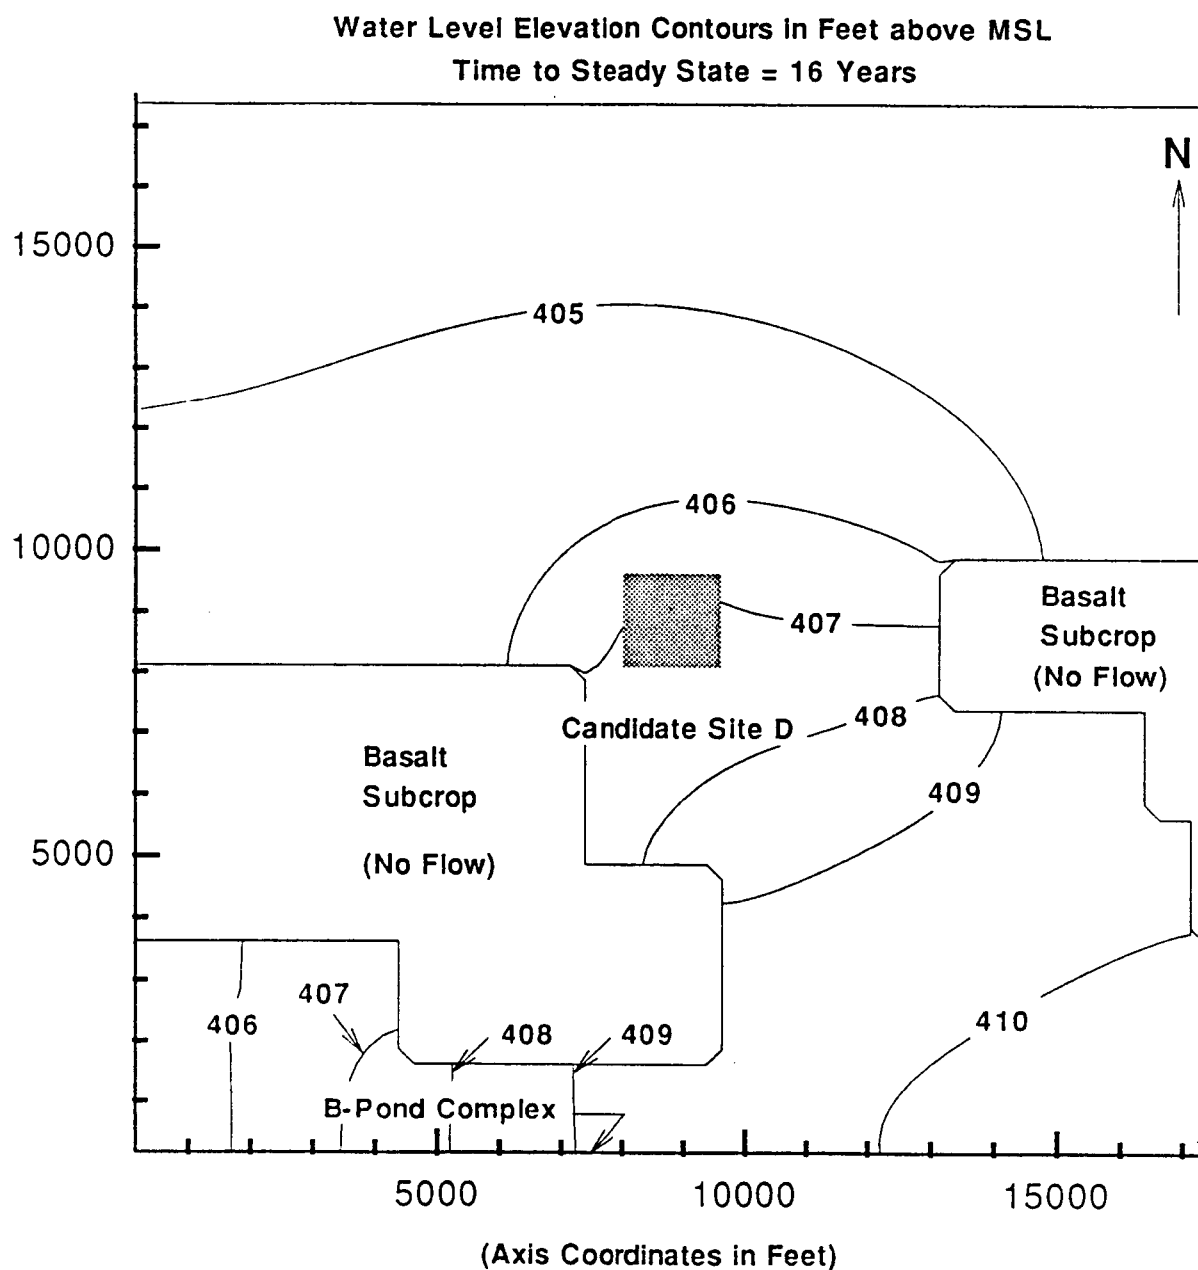 Water Level Elevation Contours in Feet above MSL
Time to Steady State = 16 Years
N
15000
405
10000
406
Basalt
Subcrop
(No Flow)
407
408
Candidate Site D
Basalt
Subcrop
(No Flow)
409
5000
407
406
408
409
410
B-Pond Complex
5000
10000
15000
(Axis Coordinates in Feet)